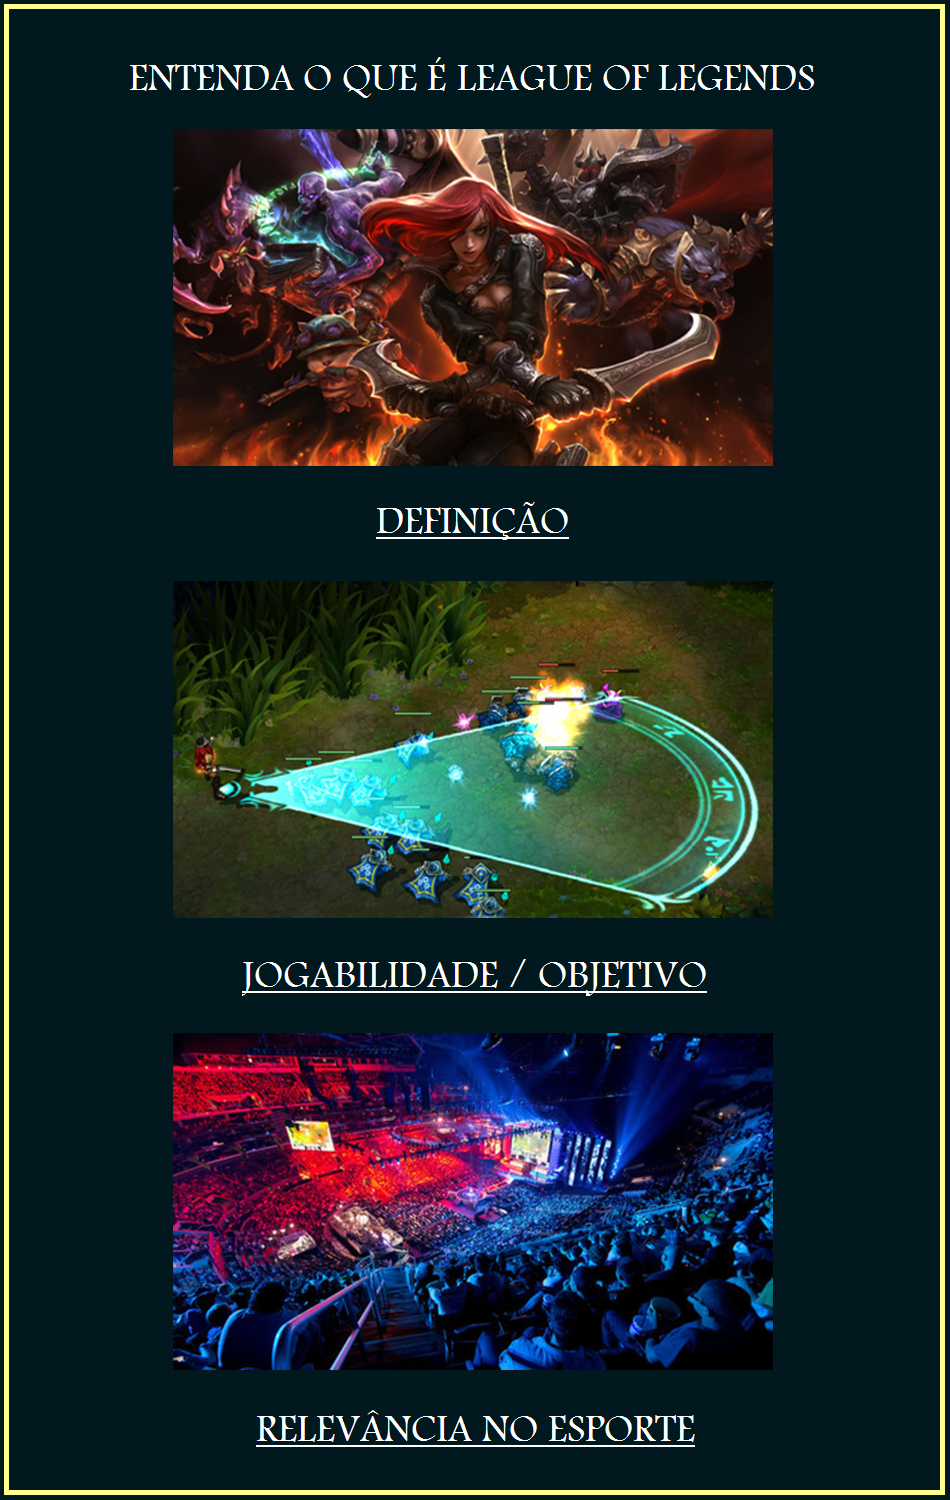 ENTENDA O QUE É LEAGUE OF LEGENDS
DEFINIÇÃO
JOGABILIDADE / OBJETIVO
RELEVÂNCIA NO ESPORTE